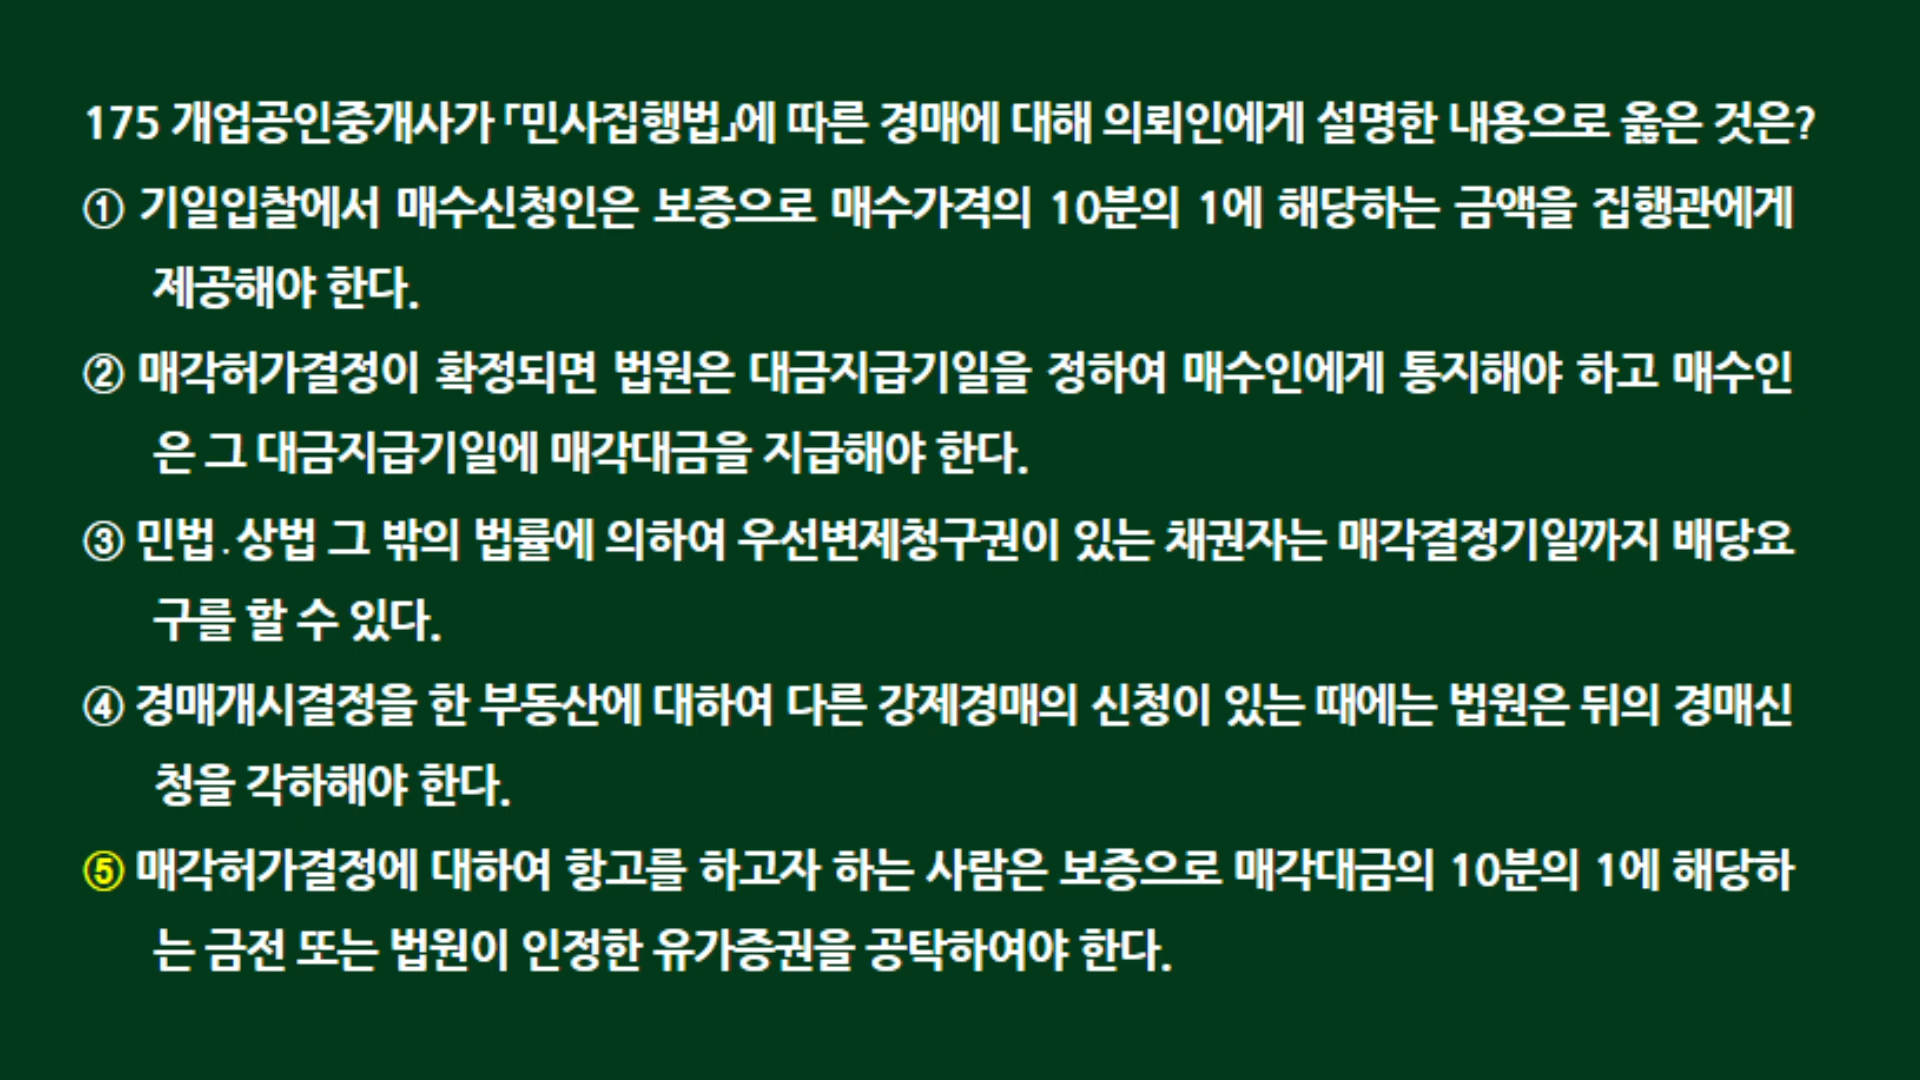 175 개업공인중개사가 「민사집행법」에 따른 경매에 대해 의뢰인에게 설명한 내용으로 옳은 것은?
① 기일입찰에서 매수신청인은 보증으로 매수가격의 10분의 1에 해당하는 금액을 집행관에게
제공해야 한다.
② 매각허가결정이 확정되면 법원은 대금지급기일을 정하여 매수인에게 통지해야 하고 매수인
은 그 대금지급기일에 매각대금을 지급해야 한다.
③ 민법․상법 그 밖의 법률에 의하여 우선변제청구권이 있는 채권자는 매각결정기일까지 배당요
구를 할 수 있다.
④ 경매개시결정을 한 부동산에 대하여 다른 강제경매의 신청이 있는 때에는 법원은 뒤의 경매신
청을 각하해야 한다.
⑤ 매각허가결정에 대하여 항고를 하고자 하는 사람은 보증으로 매각대금의 10분의 1에 해당하
는 금전 또는 법원이 인정한 유가증권을 공탁하여야 한다.